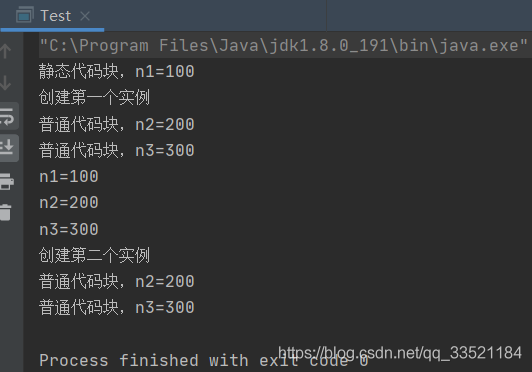 Test
"C:\Program Files\Java\jdk1.8.0_191\bin\java.exe"
静态代码块，n1=100
创建第一个实例
普通代码块，n2=200
普通代码块，n3=300
n1=100
n2=200
n3=300
创建第二个实例
普通代码块，n2=200
普通代码块，n3=300
Process finished with exit code 0
https://blog.csdn.net/qq_33521184